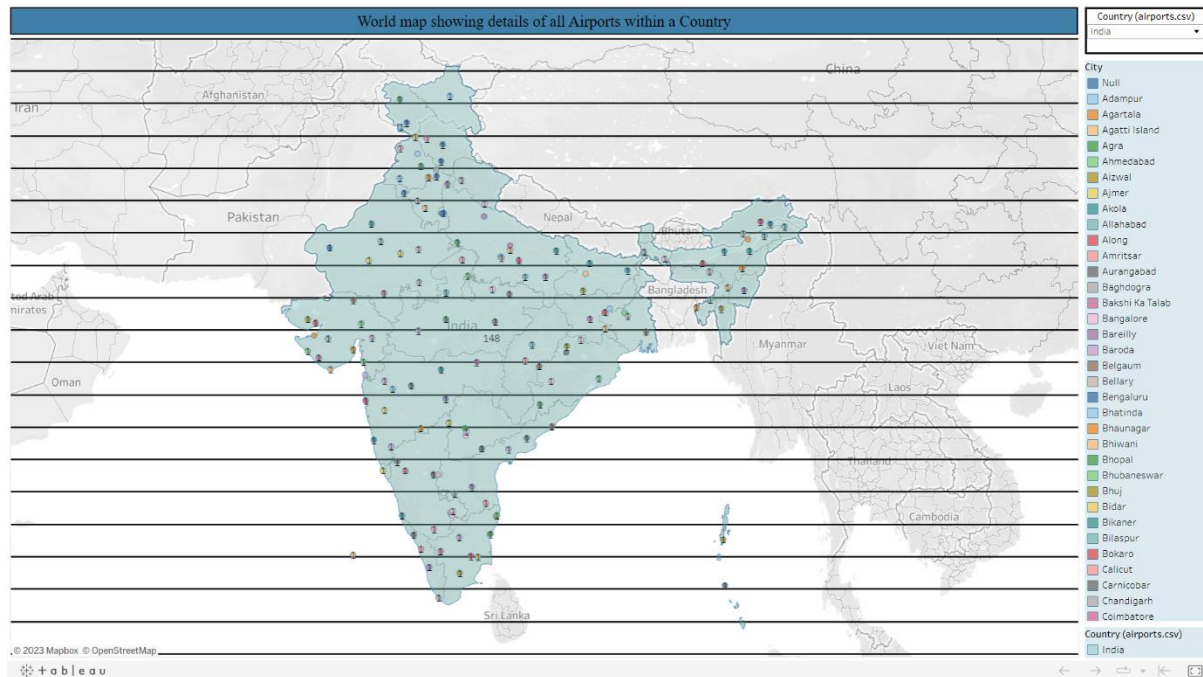 World map showing details of all Airports within a Country
Country (airports.csv)
India
City
Null
Adampur
Agartala
Agatti Island
Agra
Ahmedabad
Aizwal
Ajmer
Akola
Allahabad
Along
Amritsar
Aurangabad
Baghdogra
Bakshi Ka Talab
Bangalore
Bareilly
Baroda
Belgaum
Bellary
Bengaluru
Bhatinda
Bhaunagar
Bhiwani
Bhopal
Bhubaneswar
Bhuj
Bidar
Bikaner
Bilaspur
Bokaro
Calicut
Carnicobar
Chandigarh
Coimbatore
Country (airports.csv)
India
China
Afghanistan
Iran
Pakistan
Nepal
Bhutan
Bangladesh
ted Arab
mirates
India
148
Myanmar
Viet Nam
Oman
Laos
Thailand
Cambodia
Sri Lanka
© 2023 Mapbox © OpenStreetMap
+ a b | e a u